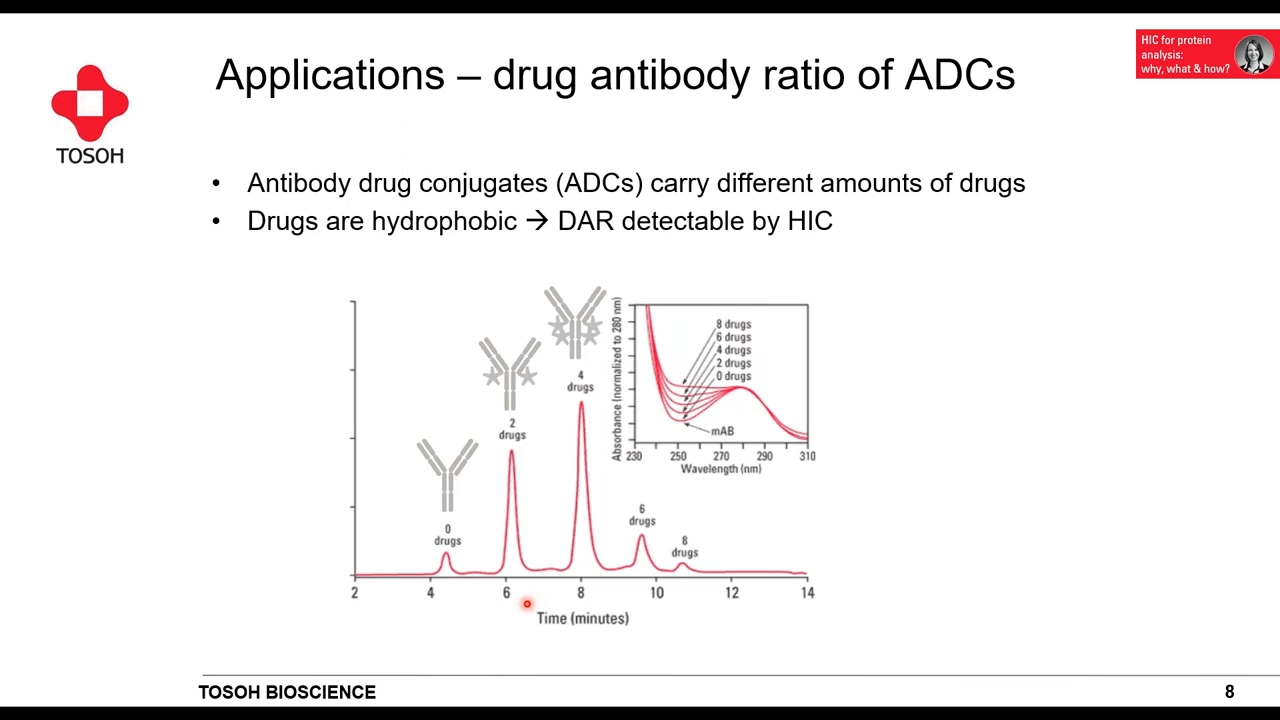 HIC for protein
analysis:
why, what & how?
TOSOH
Applications – drug antibody ratio of ADCs
• Antibody drug conjugates (ADCs) carry different amounts of drugs
• Drugs are hydrophobic → DAR detectable by HIC
0
drugs
2
drugs
4
drugs
6
drugs
8
drugs
2 4 6 8 10 12 14
Time (minutes)
Absorbance (normalized to 280 nm)
8 drugs
6 drugs
4 drugs
2 drugs
0 drugs
mAB
230 250 270 290 310
Wavelength (nm)
TOSOH BIOSCIENCE
8